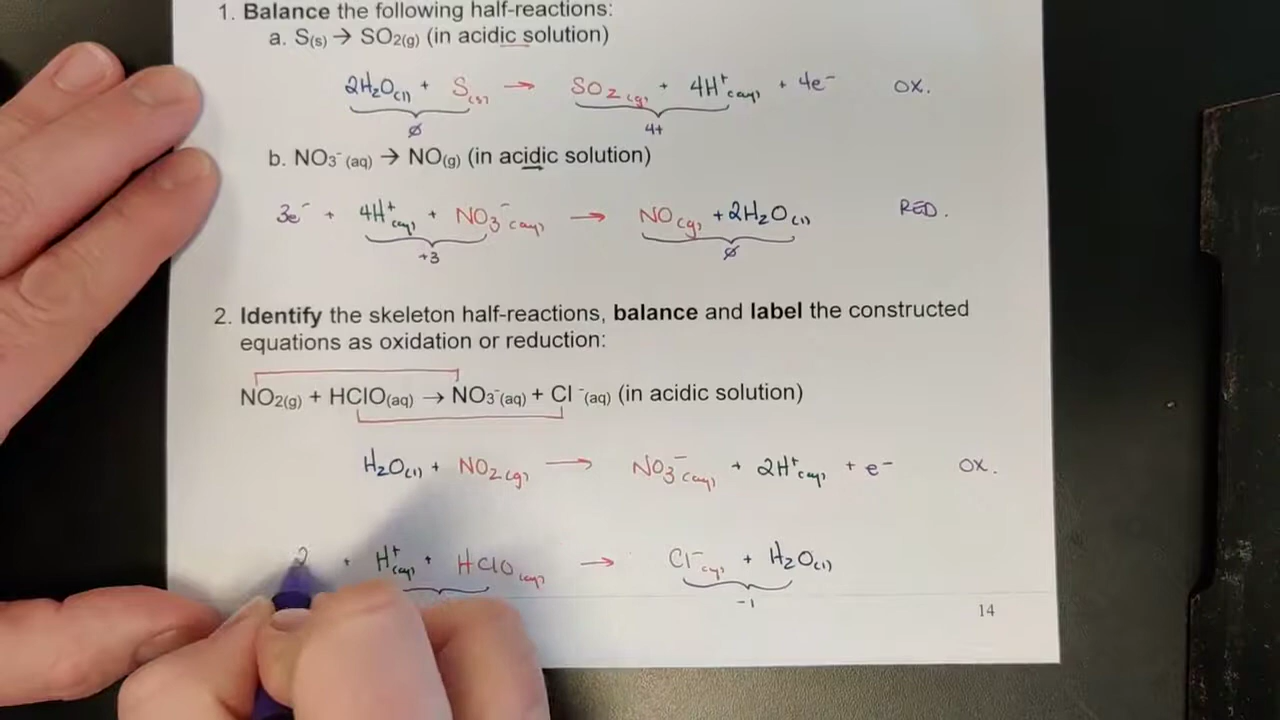 1. Balance the following half-reactions:
a. S(s) → SO2(g) (in acidic solution)
2H₂O(l) + S(s) → SO2(g) + 4H⁺(aq) + 4e⁻ OX.
∅ 4+
b. NO3⁻(aq) → NO(g) (in acidic solution)
3e⁻ + 4H⁺(aq) + NO3⁻(aq) → NO(g) + 2H₂O(l) RED.
+3 ∅
2. Identify the skeleton half-reactions, balance and label the constructed
equations as oxidation or reduction:
NO2(g) + HClO(aq) → NO3⁻(aq) + Cl⁻(aq) (in acidic solution)
H₂O(l) + NO2(g) → NO3⁻(aq) + 2H⁺(aq) + e⁻ OX.
2 + H⁺(aq) + HClO(aq) → Cl⁻(aq) + H₂O(l)
-1
14